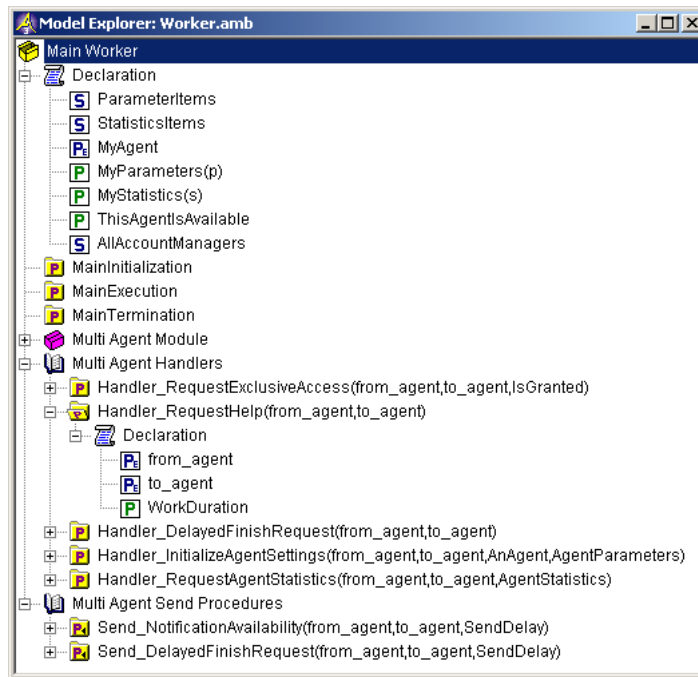 Model Explorer: Worker.amb
Main Worker
Declaration
S ParameterItems
S StatisticsItems
PE MyAgent
P MyParameters(p)
P MyStatistics(s)
P ThisAgentIsAvailable
S AllAccountManagers
P MainInitialization
P MainExecution
P MainTermination
Multi Agent Module
Multi Agent Handlers
P Handler_RequestExclusiveAccess(from_agent,to_agent,IsGranted)
P Handler_RequestHelp(from_agent,to_agent)
Declaration
PE from_agent
PE to_agent
P WorkDuration
P Handler_DelayedFinishRequest(from_agent,to_agent)
P Handler_InitializeAgentSettings(from_agent,to_agent,AnAgent,AgentParameters)
P Handler_RequestAgentStatistics(from_agent,to_agent,AgentStatistics)
Multi Agent Send Procedures
P Send_NotificationAvailability(from_agent,to_agent,SendDelay)
P Send_DelayedFinishRequest(from_agent,to_agent,SendDelay)